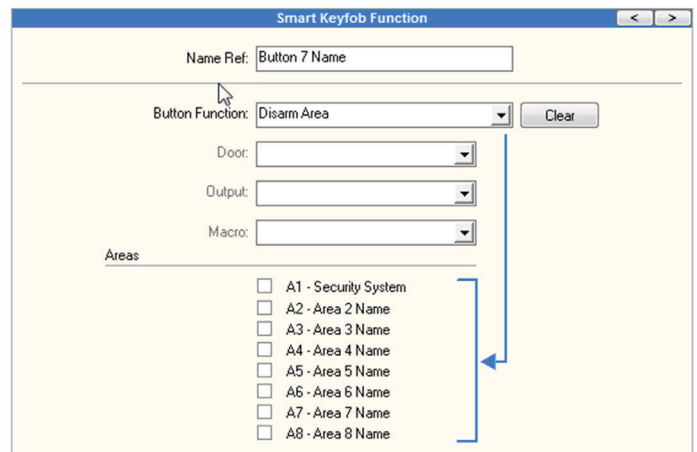 Smart Keyfob Function < >
Name Ref: Button 7 Name
Button Function: Disarm Area Clear
Door:
Output:
Macro:
Areas
A1 - Security System
A2 - Area 2 Name
A3 - Area 3 Name
A4 - Area 4 Name
A5 - Area 5 Name
A6 - Area 6 Name
A7 - Area 7 Name
A8 - Area 8 Name